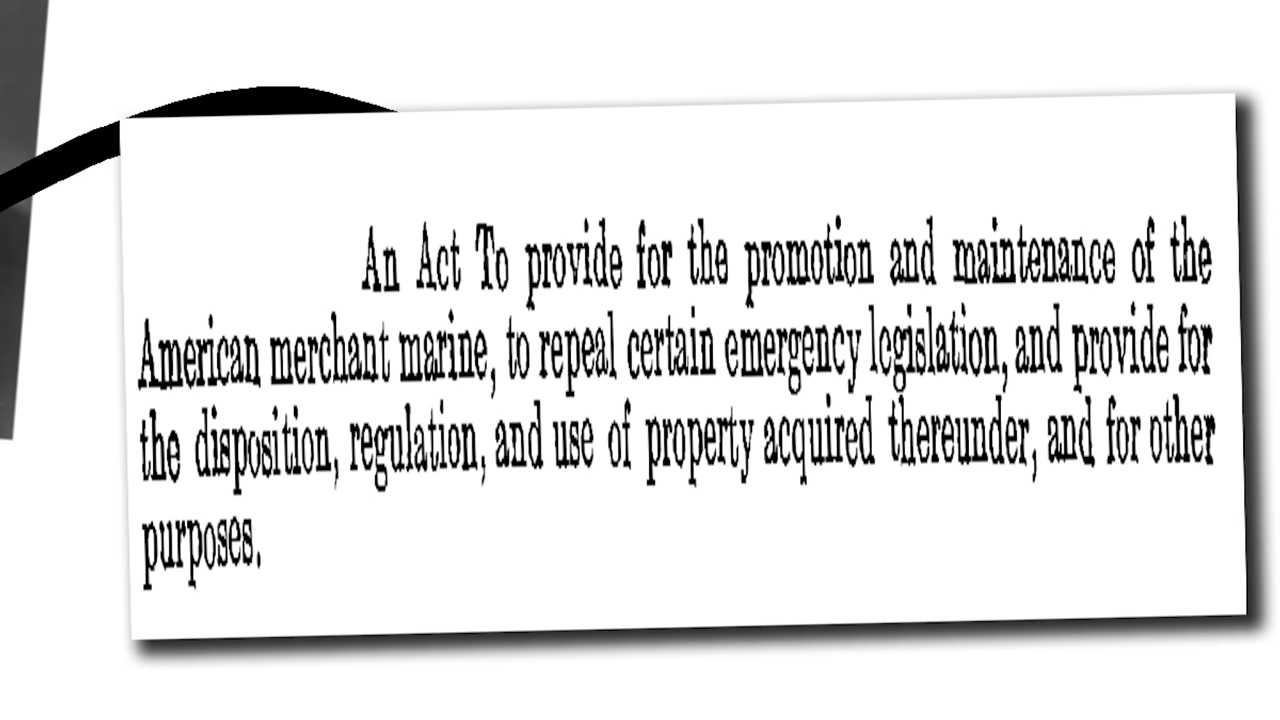 An Act To provide for the promotion and maintenance of the
American merchant marine, to repeal certain emergency legislation, and provide for
the disposition, regulation, and use of property acquired thereunder, and for other
purposes.